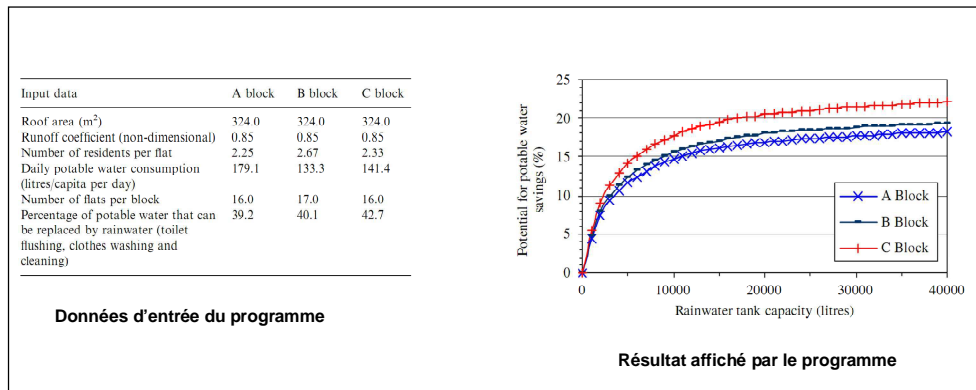 Input data A block B block C block
Roof area (m²) 324.0 324.0 324.0
Runoff coefficient (non-dimensional) 0.85 0.85 0.85
Number of residents per flat 2.25 2.67 2.33
Daily potable water consumption 179.1 133.3 141.4
(litres/capita per day)
Number of flats per block 16.0 17.0 16.0
Percentage of potable water that can 39.2 40.1 42.7
be replaced by rainwater (toilet
flushing, clothes washing and
cleaning)
Données d'entrée du programme
Potential for potable water
savings (%)
25
20
15
10
5
0
A Block
B Block
C Block
0 10000 20000 30000 40000
Rainwater tank capacity (litres)
Résultat affiché par le programme